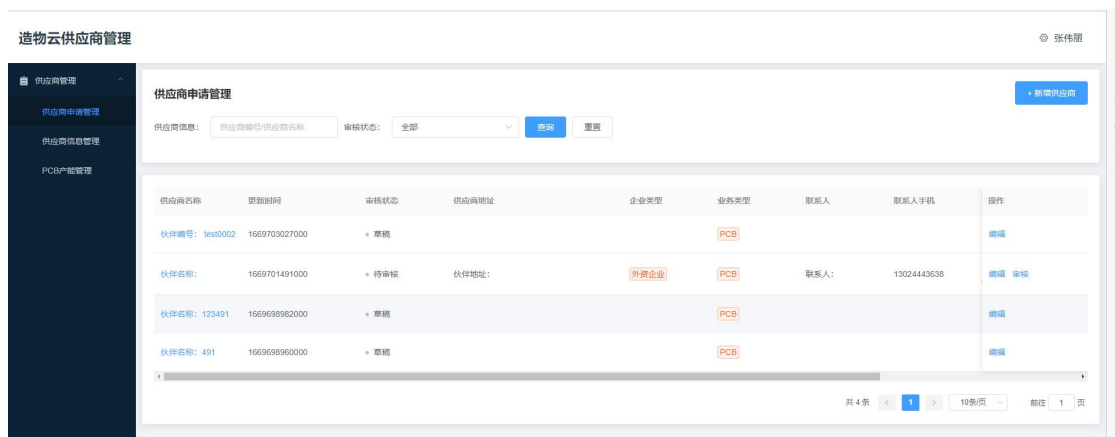 造物云供应商管理
张伟丽
供应商管理
供应商申请管理
供应商信息管理
PCB产能管理
供应商申请管理
+ 新增供应商
供应商信息: 供应商编号/供应商名称 审核状态: 全部 查询 重置
供应商名称 更新时间 审核状态 供应商地址 企业类型 业务类型 联系人 联系人手机 操作
伙伴编号: test0002 1669703027000 草稿 PCB 编辑
伙伴名称: 1669701491000 待审核 伙伴地址: 外资企业 PCB 联系人: 13024443638 编辑 审核
伙伴名称: 123491 1669698982000 草稿 PCB 编辑
伙伴名称: 491 1669698960000 草稿 PCB 编辑
共 4 条 < 1 > 10条/页 前往 1 页